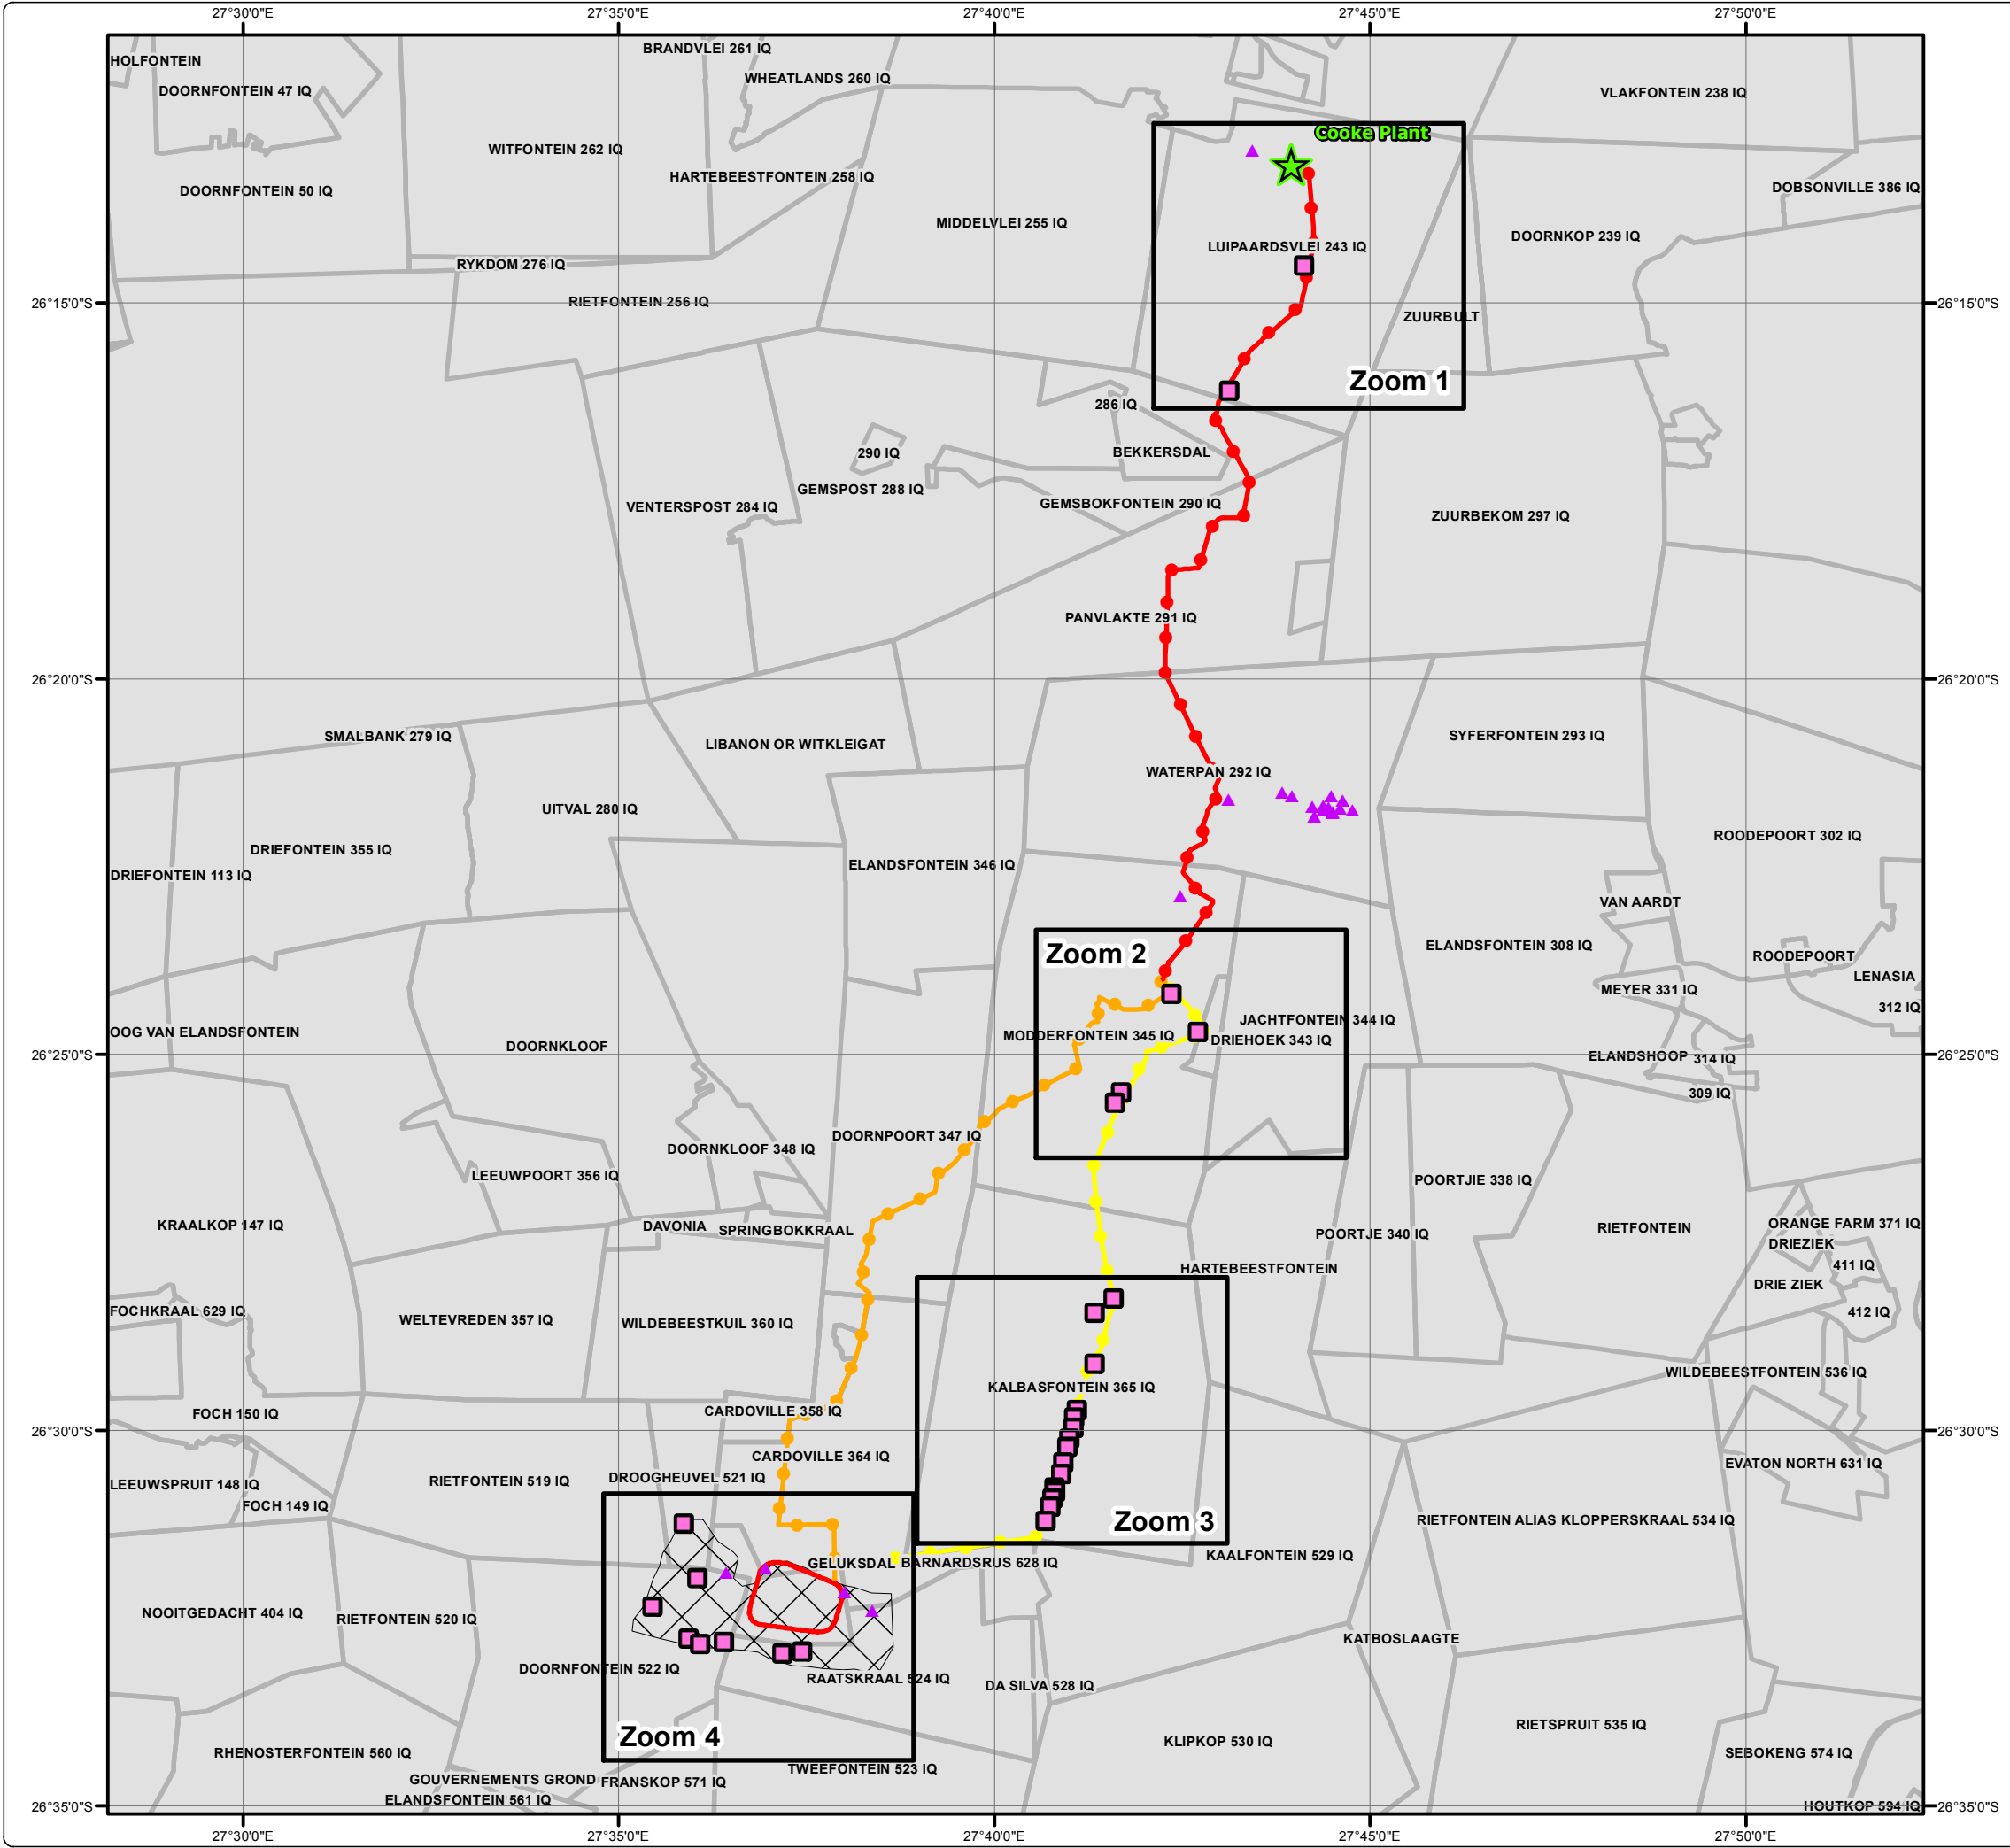 27°30'0"E
27°35'0"E
27°40'0"E
27°45'0"E
27°50'0"E
BRANDVLEI 261 IQ
HOLFONTEIN
WHEATLANDS 260 IQ
DOORNFONTEIN 47 IQ
VLAKFONTEIN 238 IQ
Cooke Plant
WITFONTEIN 262 IQ
HARTEBEESTFONTEIN 258 IQ
DOORNFONTEIN 50 IQ
DOBSONVILLE 386 IQ
MIDDELVLEI 255 IQ
DOORNKOP 239 IQ
LUIPAARDSVLEI 243 IQ
RYKDOM 276 IQ
RIETFONTEIN 256 IQ
26°15'0"S
26°15'0"S
ZUURBULT
Zoom 1
286 IQ
BEKKERSDAL
290 IQ
GEMSPOST 288 IQ
GEMSBOKFONTEIN 290 IQ
VENTERSPOST 284 IQ
ZUURBEKOM 297 IQ
PANVLAKTE 291 IQ
26°20'0"S
26°20'0"S
SMALBANK 279 IQ
LIBANON OR WITKLEIGAT
SYFERFONTEIN 293 IQ
WATERPAN 292 IQ
UITVAL 280 IQ
ROODEPOORT 302 IQ
DRIEFONTEIN 355 IQ
ELANDSFONTEIN 346 IQ
DRIEFONTEIN 113 IQ
VAN AARDT
ELANDSFONTEIN 308 IQ
Zoom 2
ROODEPOORT
LENASIA
MEYER 331 IQ
312 IQ
JACHTFONTEIN 344 IQ
OOG VAN ELANDSFONTEIN
MODDERFONTEIN 345 IQ
DRIEHOEK 343 IQ
DOORNKLOOF
26°25'0"S
26°25'0"S
ELANDSHOOP
314 IQ
309 IQ
DOORNPOORT 347 IQ
DOORNKLOOF 348 IQ
LEEUWPOORT 356 IQ
POORTJIE 338 IQ
KRAALKOP 147 IQ
DAVONIA
SPRINGBOKKRAAL
POORTJE 340 IQ
RIETFONTEIN
ORANGE FARM 371 IQ
DRIEZIEK
411 IQ
HARTEBEESTFONTEIN
DRIE ZIEK
FOCHKRAAL 629 IQ
412 IQ
WELTEVREDEN 357 IQ
WILDEBEESTKUIL 360 IQ
WILDEBEESTFONTEIN 536 IQ
KALBASFONTEIN 365 IQ
FOCH 150 IQ
CARDOVILLE 358 IQ
26°30'0"S
26°30'0"S
CARDOVILLE 364 IQ
EVATON NORTH 631 IQ
LEEUWSPRUIT 148 IQ
RIETFONTEIN 519 IQ
DROOGHEUVEL 521 IQ
FOCH 149 IQ
Zoom 3
RIETFONTEIN ALIAS KLOPPERSKRAAL 534 IQ
GELUKSDAL
BARNARDSRUS 628 IQ
KAALFONTEIN 529 IQ
NOOITGEDACHT 404 IQ
RIETFONTEIN 520 IQ
KATBOSLAAGTE
DOORNFONTEIN 522 IQ
RAATSKRAAL 524 IQ
DA SILVA 528 IQ
RIETSPRUIT 535 IQ
Zoom 4
KLIPKOP 530 IQ
RHENOSTERFONTEIN 560 IQ
SEBOKENG 574 IQ
TWEEFONTEIN 523 IQ
GOUVERNEMENTS GROND
FRANSKOP 571 IQ
ELANDSFONTEIN 561 IQ
26°35'0"S
HOUTKOP 594 IQ
26°35'0"S
27°30'0"E
27°35'0"E
27°40'0"E
27°45'0"E
27°50'0"E